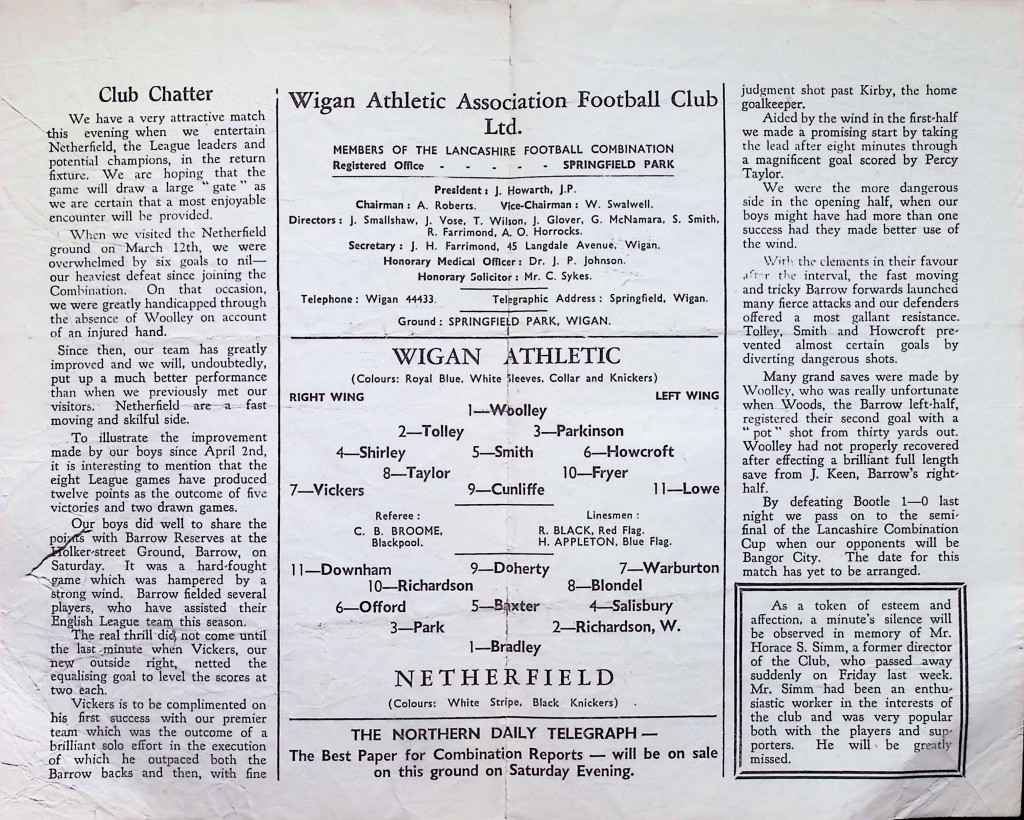 Club Chatter
We have a very attractive match
this evening when we entertain
Netherfield, the League leaders and
potential champions, in the return
fixture. We are hoping that the
game will draw a large "gate" as
we are certain that a most enjoyable
encounter will be provided.
When we visited the Netherfield
ground on March 12th, we were
overwhelmed by six goals to nil—
our heaviest defeat since joining the
Combination. On that occasion,
we were greatly handicapped through
the absence of Woolley on account
of an injured hand.
Since then, our team has greatly
improved and we will, undoubtedly,
put up a much better performance
than when we previously met our
visitors. Netherfield are a fast
moving and skilful side.
To illustrate the improvement
made by our boys since April 2nd,
it is interesting to mention that the
eight League games have produced
twelve points as the outcome of five
victories and two drawn games.
Our boys did well to share the
points with Barrow Reserves at the
Holker-street Ground, Barrow, on
Saturday. It was a hard-fought
game which was hampered by a
strong wind. Barrow fielded several
players, who have assisted their
English League team this season.
The real thrill did not come until
the last minute when Vickers, our
new outside right, netted the
equalising goal to level the scores at
two each.
Vickers is to be complimented on
his first success with our premier
team which was the outcome of a
brilliant solo effort in the execution
of which he outpaced both the
Barrow backs and then, with fine
Wigan Athletic Association Football Club
Ltd.
MEMBERS OF THE LANCASHIRE FOOTBALL COMBINATION
Registered Office - - - - - SPRINGFIELD PARK
President: J. Howarth, J.P.
Chairman: A. Roberts. Vice-Chairman: W. Swalwell.
Directors: J. Smallshaw, J. Vose, T. Wilson, J. Glover, G. McNamara, S. Smith,
R. Farrimond, A. O. Horrocks.
Secretary: J. H. Farrimond, 45 Langdale Avenue, Wigan.
Honorary Medical Officer: Dr. J. P. Johnson.
Honorary Solicitor: Mr. C. Sykes.
Telephone: Wigan 44433. Telegraphic Address: Springfield, Wigan.
Ground: SPRINGFIELD PARK, WIGAN.
WIGAN ATHLETIC
(Colours: Royal Blue, White Sleeves, Collar and Knickers)
RIGHT WING LEFT WING
1—Woolley
2—Tolley 3—Parkinson
4—Shirley 5—Smith 6—Howcroft
8—Taylor 10—Fryer
7—Vickers 9—Cunliffe 11—Lowe
Referee: Linesmen:
C. B. BROOME, R. BLACK, Red Flag.
Blackpool. H. APPLETON, Blue Flag.
11—Downham 9—Doherty 7—Warburton
10—Richardson 8—Blondel
6—Offord 5—Baxter 4—Salisbury
3—Park 2—Richardson, W.
1—Bradley
NETHERFIELD
(Colours: White Stripe, Black Knickers) .
THE NORTHERN DAILY TELEGRAPH —
The Best Paper for Combination Reports — will be on sale
on this ground on Saturday Evening.
judgment shot past Kirby, the home
goalkeeper.
Aided by the wind in the first-half
we made a promising start by taking
the lead after eight minutes through
a magnificent goal scored by Percy
Taylor.
We were the more dangerous
side in the opening half, when our
boys might have had more than one
success had they made better use of
the wind.
With the elements in their favour
after the interval, the fast moving
and tricky Barrow forwards launched
many fierce attacks and our defenders
offered a most gallant resistance.
Tolley, Smith and Howcroft pre-
vented almost certain goals by
diverting dangerous shots.
Many grand saves were made by
Woolley, who was really unfortunate
when Woods, the Barrow left-half,
registered their second goal with a
"pot" shot from thirty yards out.
Woolley had not properly recovered
after effecting a brilliant full length
save from J. Keen, Barrow's right-
half.
By defeating Bootle 1—0 last
night we pass on to the semi-
final of the Lancashire Combination
Cup when our opponents will be
Bangor City. The date for this
match has yet to be arranged.
As a token of esteem and
affection, a minute's silence will
be observed in memory of Mr.
Horace S. Simm, a former director
of the Club, who passed away
suddenly on Friday last week.
Mr. Simm had been an enthu-
siastic worker in the interests of
the club and was very popular
both with the players and sup-
porters. He will be greatly
missed.